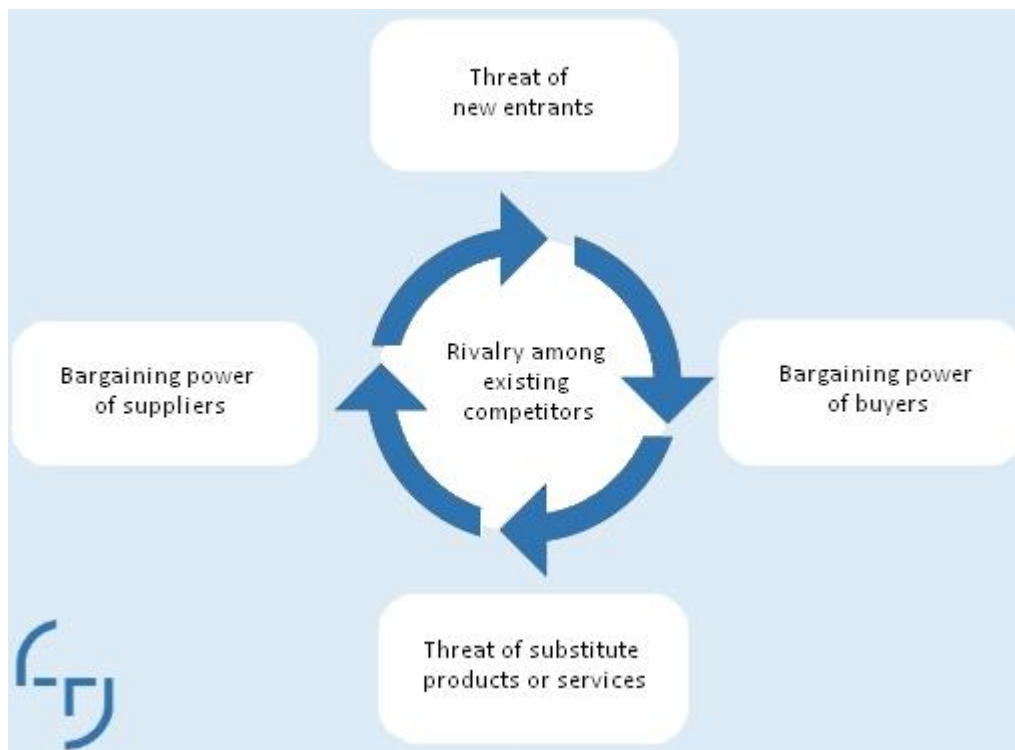 Threat of
new entrants
Bargaining power
of suppliers
Rivalry among
existing
competitors
Bargaining power
of buyers
Threat of substitute
products or services